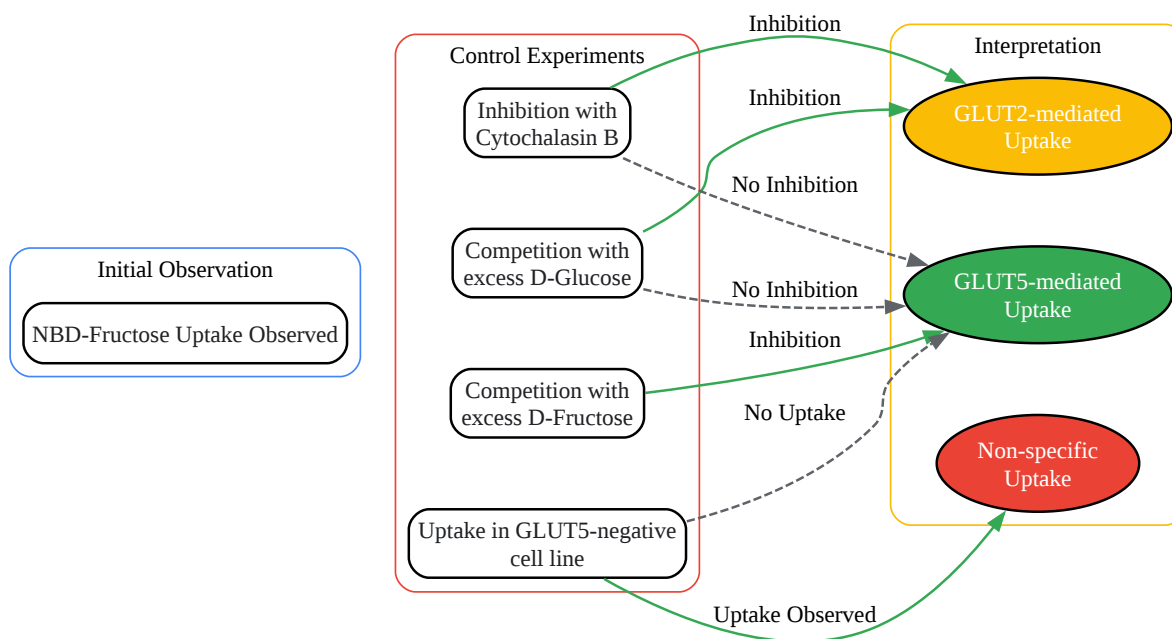 Initial Observation
NBD-Fructose Uptake Observed
Control Experiments
Inhibition with
Cytochalasin B
Competition with
excess D-Glucose
Competition with
excess D-Fructose
Uptake in GLUT5-negative
cell line
Inhibition
Inhibition
No Inhibition
No Inhibition
Inhibition
No Uptake
Uptake Observed
Interpretation
GLUT2-mediated
Uptake
GLUT5-mediated
Uptake
Non-specific
Uptake